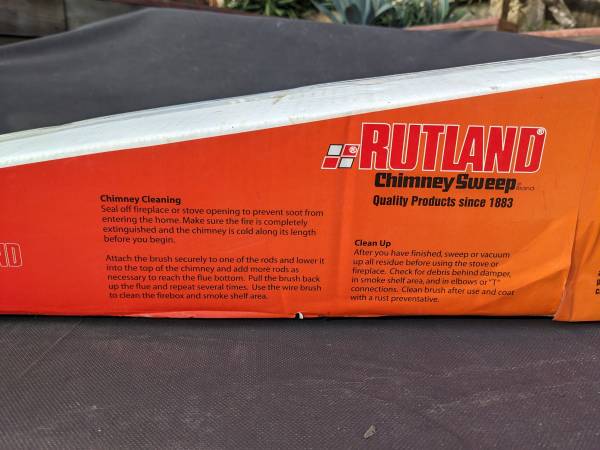 ® RUTLAND®
Chimney Sweep® BRAND
Quality Products since 1883
Chimney Cleaning
Seal off fireplace or stove opening to prevent soot from
entering the home. Make sure the fire is completely
extinguished and the chimney is cold along its length
before you begin.
Attach the brush securely to one of the rods and lower it
into the top of the chimney and add more rods as
necessary to reach the flue bottom. Pull the brush back
up the flue and repeat several times. Use the wire brush
to clean the firebox and smoke shelf area.
Clean Up
After you have finished, sweep or vacuum
up all residue before using the stove or
fireplace. Check for debris behind damper,
in smoke shelf area, and in elbows or "T"
connections. Clean brush after use and coat
with a rust preventative.